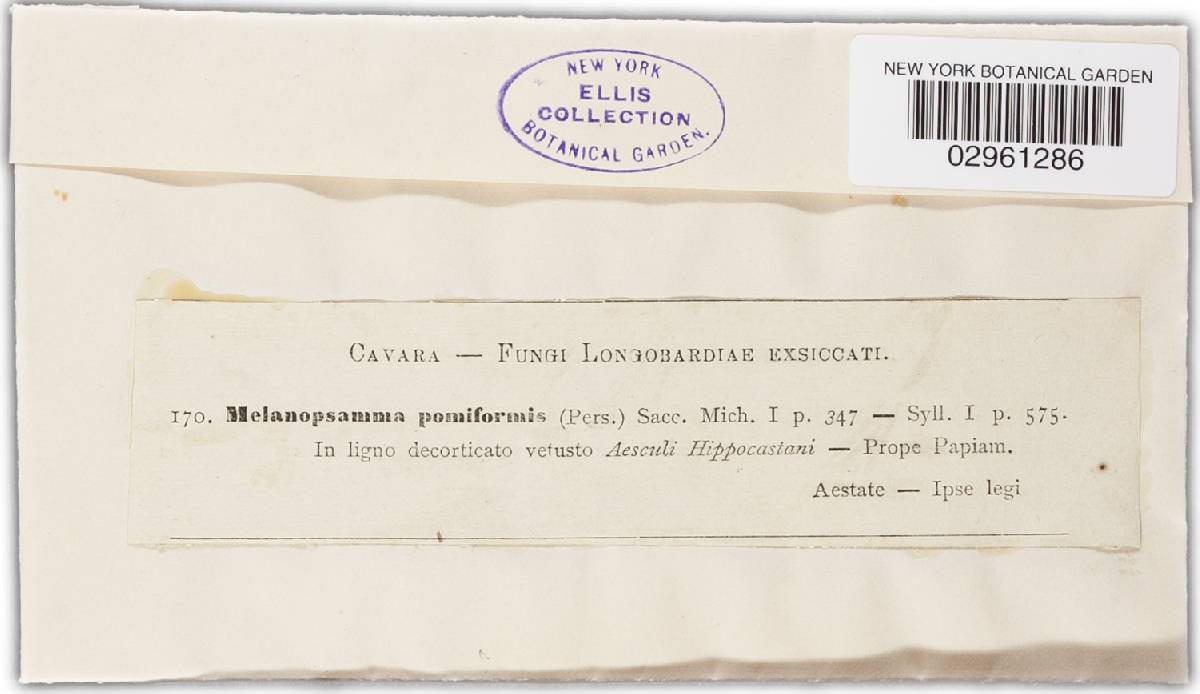 NEW YORK
ELLIS
COLLECTION
BOTANICAL GARDEN.
NEW YORK BOTANICAL GARDEN
02961286
CAVARA — FUNGI LONGOBARDIAE EXSICCATI.
170. Melanopsamma pomiformis (Pers.) Sacc. Mich. I p. 347 — Syll. I p. 575.
In ligno decorticato vetusto Aesculi Hippocastani — Prope Papiam.
Aestate — Ipse legi